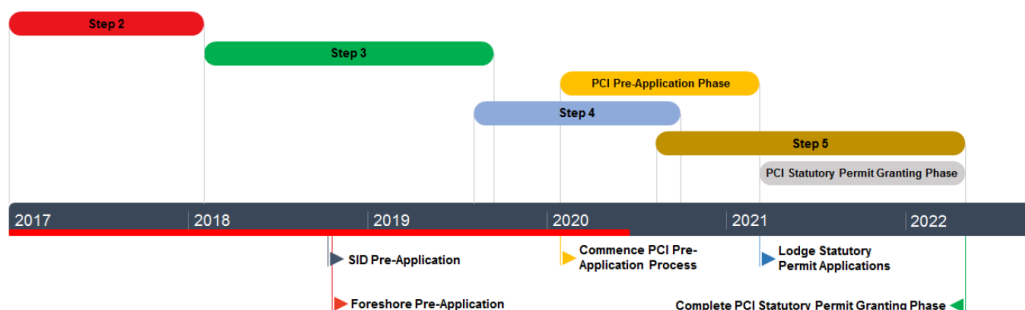 Step 2
Step 3
PCI Pre-Application Phase
Step 4
Step 5
PCI Statutory Permit Granting Phase
2017 2018 2019 2020 2021 2022
SID Pre-Application
Commence PCI Pre-
Application Process
Lodge Statutory
Permit Applications
Foreshore Pre-Application
Complete PCI Statutory Permit Granting Phase